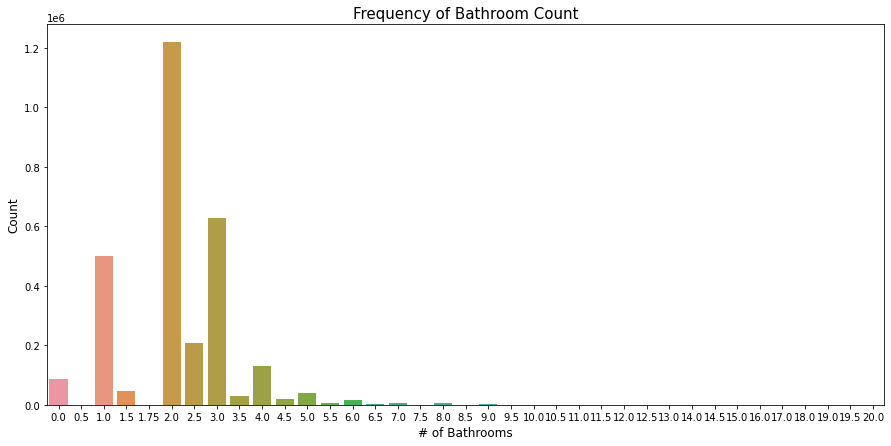 Frequency of Bathroom Count
1e6
1.2
1.0
0.8
0.6
0.4
0.2
0.0
Count
0.0 0.5 1.0 1.5 1.75 2.0 2.5 3.0 3.5 4.0 4.5 5.0 5.5 6.0 6.5 7.0 7.5 8.0 8.5 9.0 9.5 10.0 10.5 11.0 11.5 12.0 12.5 13.0 14.0 14.5 15.0 15.5 16.0 17.0 18.0 19.0 19.5 20.0
# of Bathrooms